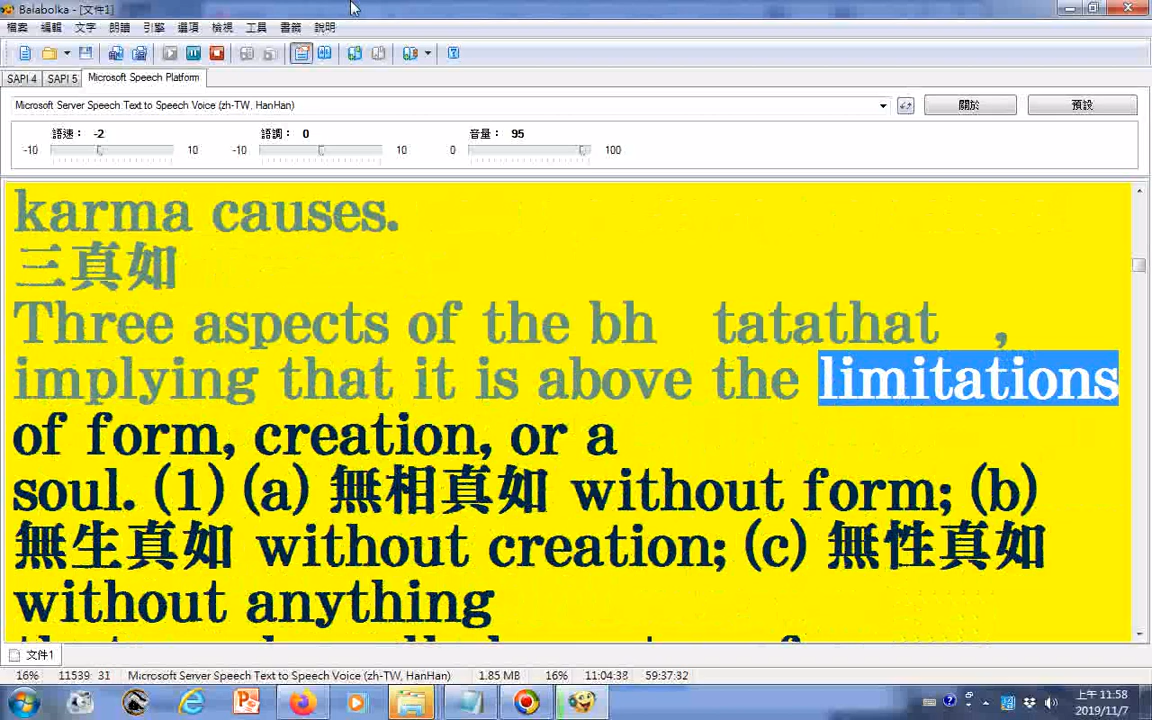 Balabolka - [文件1]
檔案 編輯 文字 朗讀 引擎 選項 檢視 工具 書籤 說明
SAPI 4 SAPI 5 Microsoft Speech Platform
Microsoft Server Speech Text to Speech Voice (zh-TW, HanHan) 關於 預設
語速: -2 語調: 0 音量: 95
-10 10 -10 10 0 100
karma causes.
三真如
Three aspects of the bh tatathat ,
implying that it is above the limitations
of form, creation, or a
soul. (1) (a) 無相真如 without form; (b)
無生真如 without creation; (c) 無性真如
without anything
文件1
16% 11539: 31 Microsoft Server Speech Text to Speech Voice (zh-TW, HanHan) 1.85 MB 16% 11:04:38 59:37:32
上午 11:58
2019/11/7